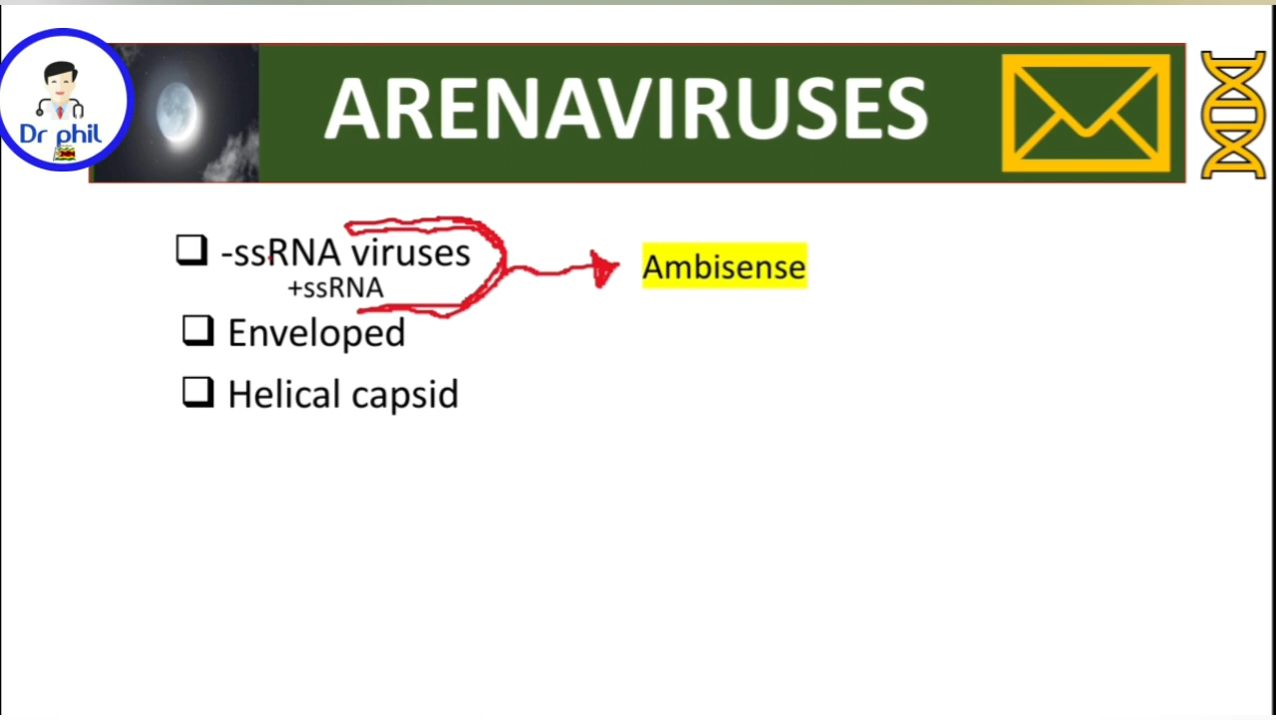 Dr phil
ARENAVIRUSES
-ssRNA viruses
+ssRNA
Ambisense
Enveloped
Helical capsid